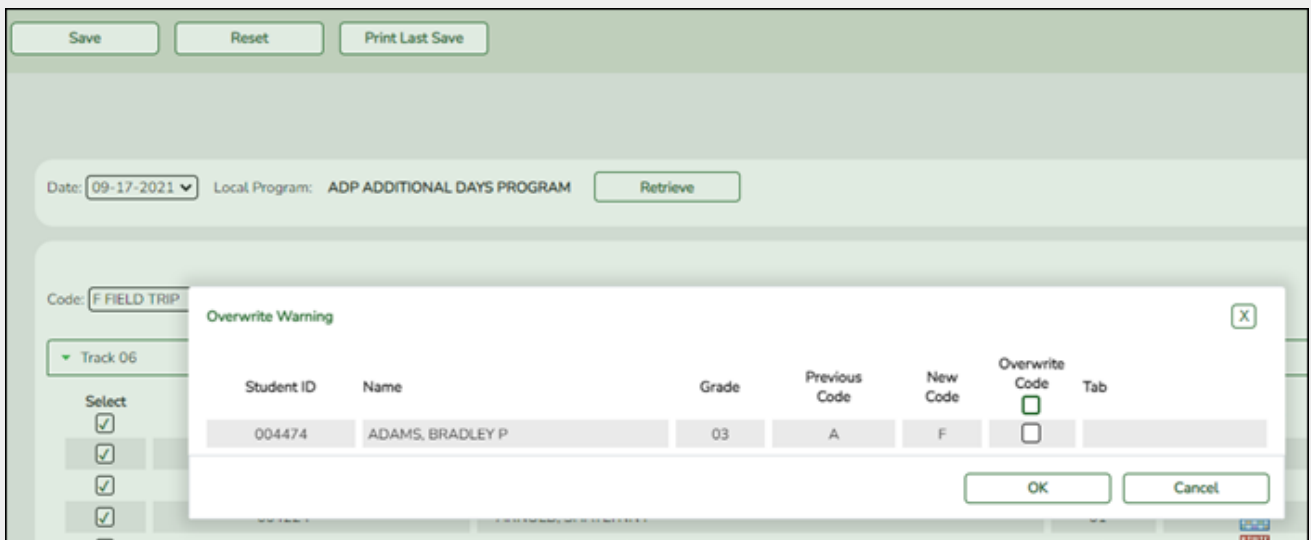 Save Reset Print Last Save
Date: 09-17-2021 Local Program: ADP ADDITIONAL DAYS PROGRAM Retrieve
Code: F FIELD TRIP
Overwrite Warning X
Track 06
Select
Student ID Name Grade Previous Code New Code Overwrite Code Tab
004474 ADAMS, BRADLEY P 03 A F
OK Cancel